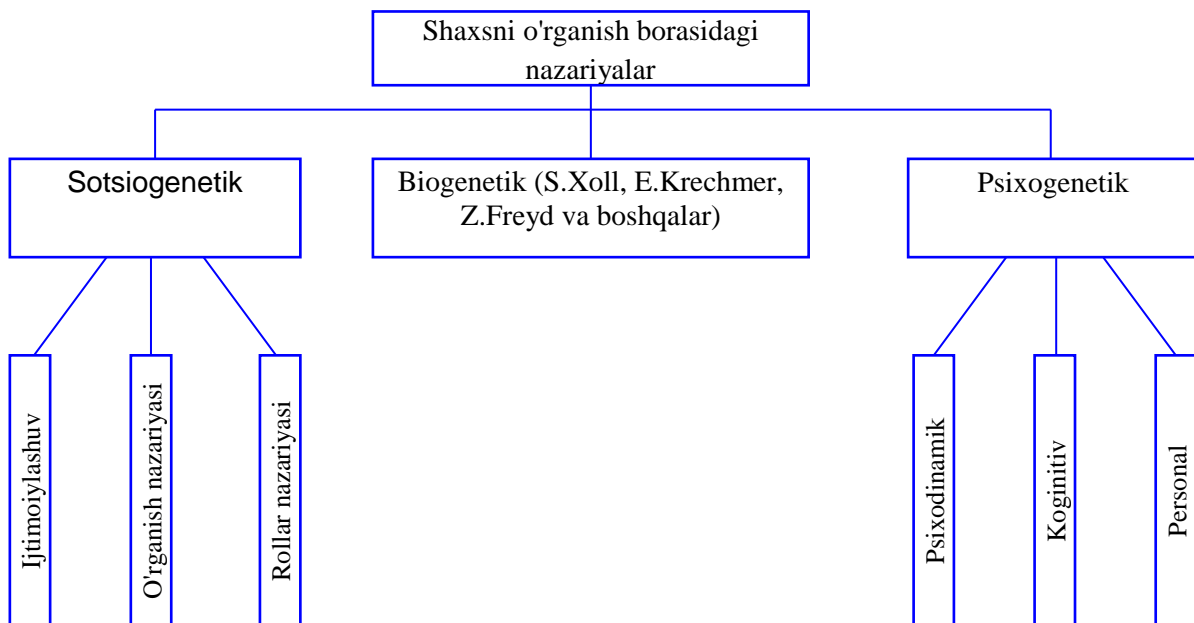 Shaxsni o'rganish borasidagi
nazariyalar
Sotsiogenetik
Biogenetik (S.Xoll, E.Krechmer,
Z.Freyd va boshqalar)
Psixogenetik
Ijtimoiylashuv
O'rganish nazariyasi
Rollar nazariyasi
Psixodinamik
Koginitiv
Personal